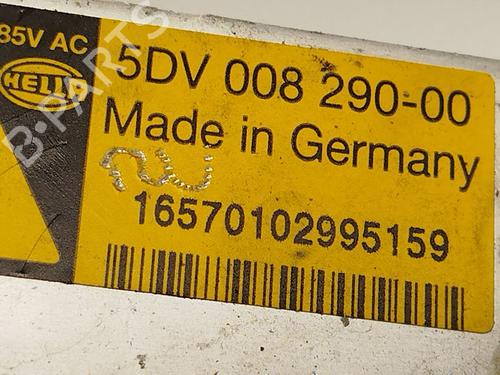 85V AC
HELLA
5DV 008 290-00
Made in Germany
16570102995159
B-PARTS